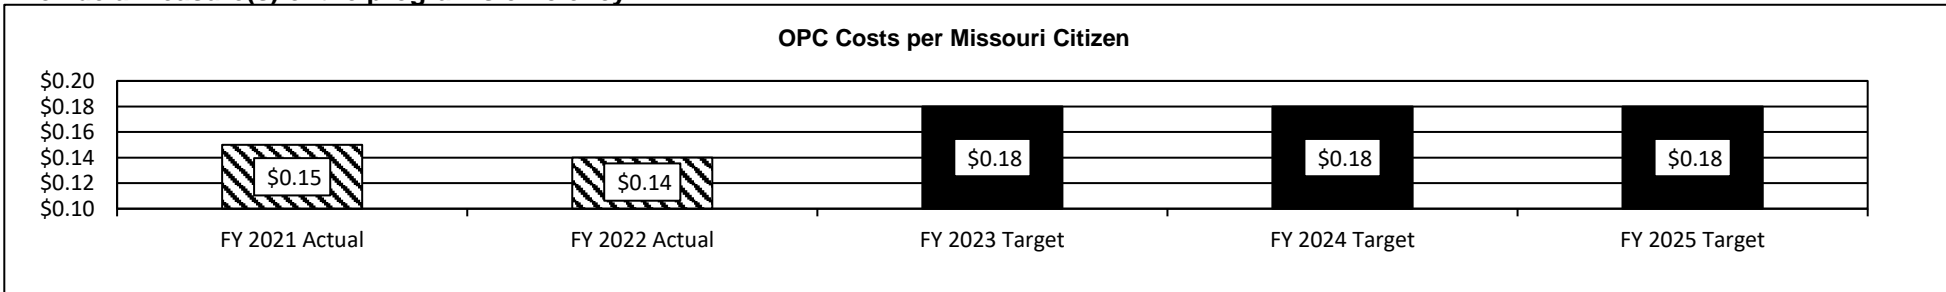 OPC Costs per Missouri Citizen
$0.20
$0.18
$0.16
$0.14
$0.12
$0.10
$0.15
$0.14
$0.18
$0.18
$0.18
FY 2021 Actual
FY 2022 Actual
FY 2023 Target
FY 2024 Target
FY 2025 Target